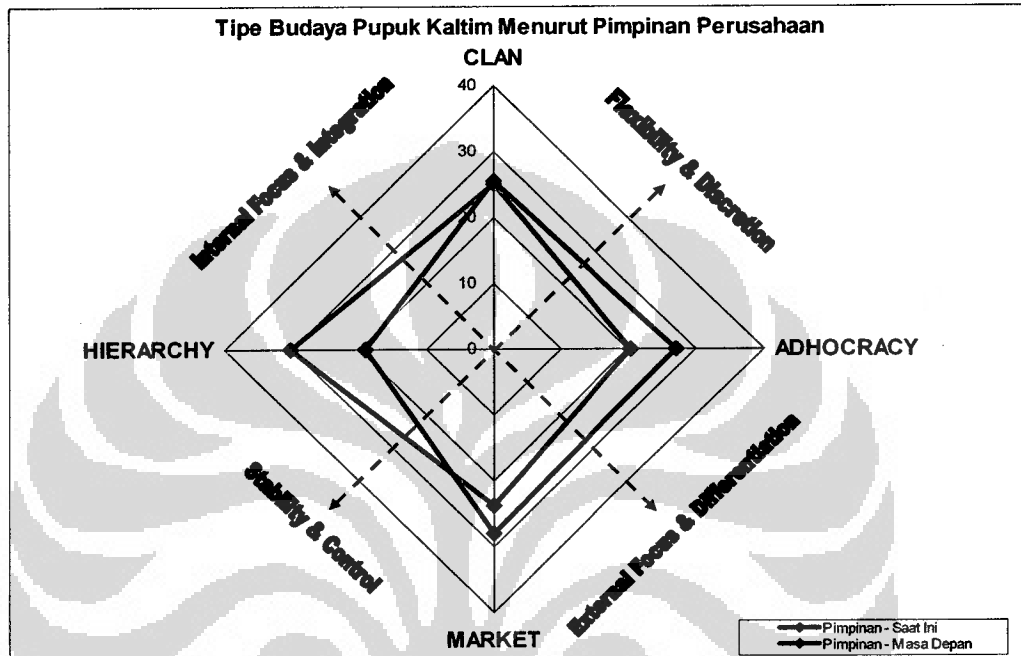 Tipe Budaya Pupuk Kaltim Menurut Pimpinan Perusahaan
CLAN
40
Internal Focus & Integration
Flexibility & Discretion
30
10
HIERARCHY
0
ADHOCRACY
Stability & Control
External Focus & Differentiation
MARKET
Pimpinan - Saat Ini
Pimpinan - Masa Depan